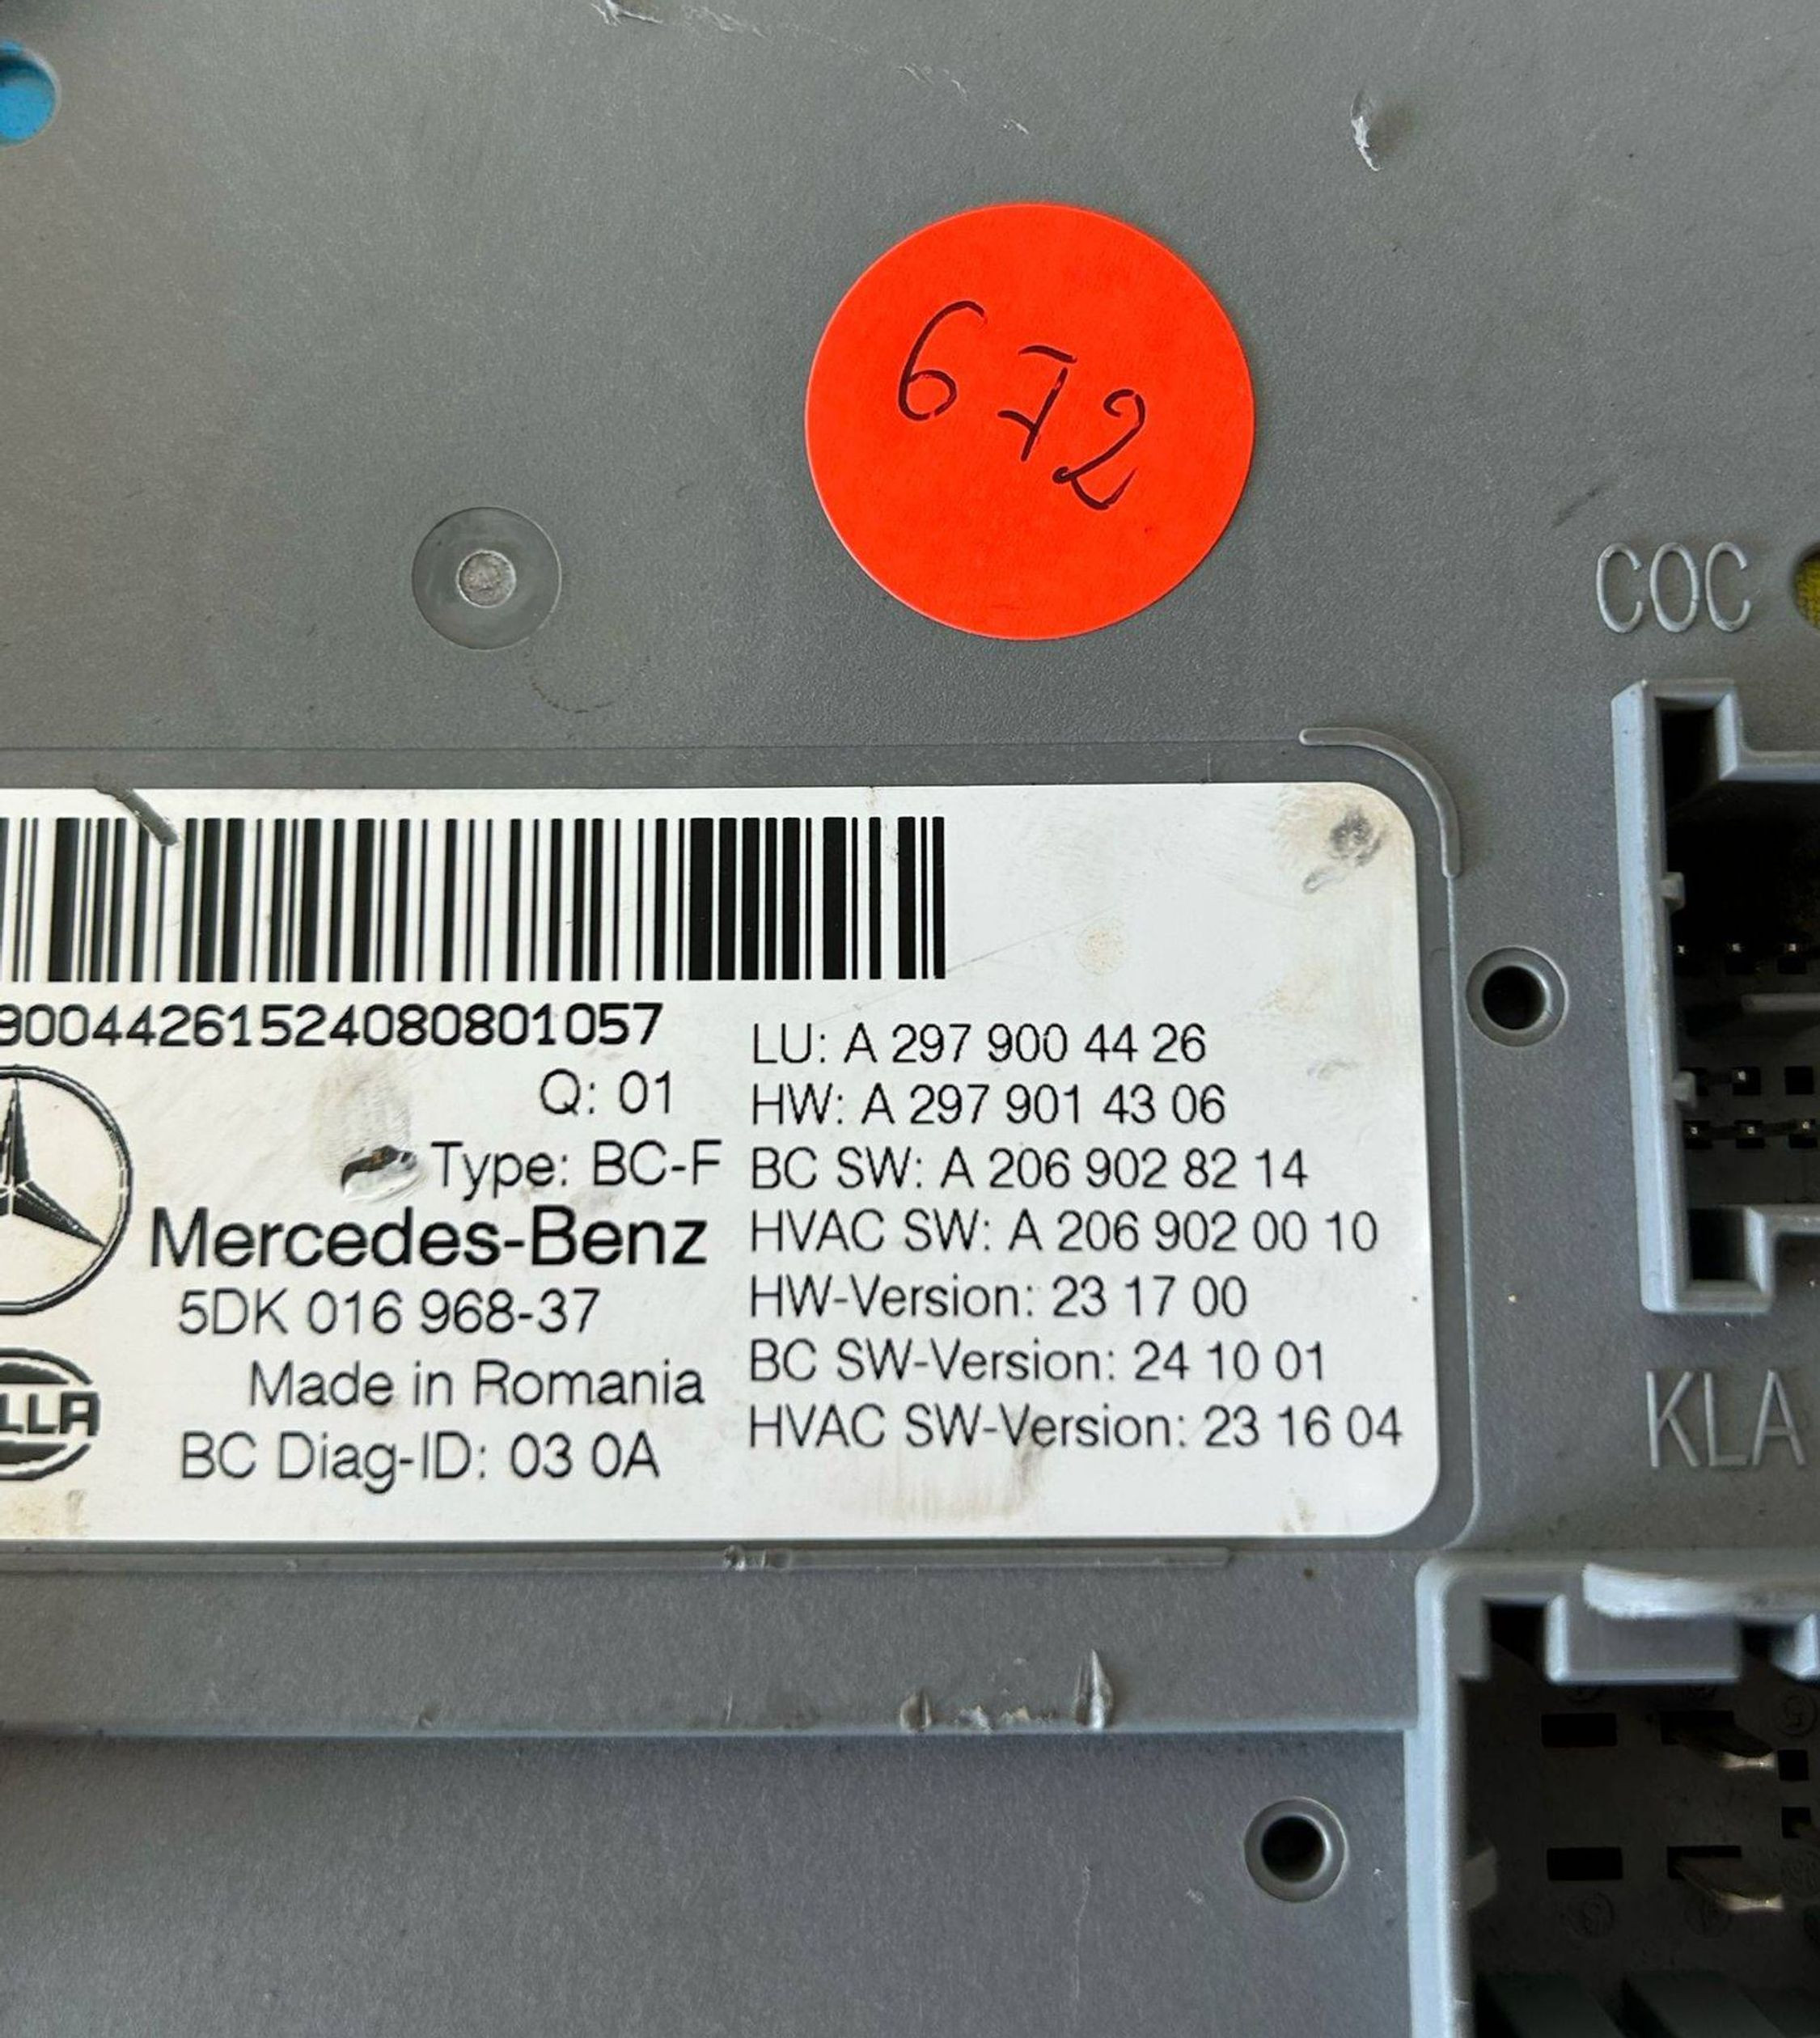 672
COC
9004426152408080 1057
Q: 01
Type: BC-F
Mercedes-Benz
5DK 016 968-37
Made in Romania
BC Diag-ID: 03 0A
LLA
LU: A 297 900 44 26
HW: A 297 901 43 06
BC SW: A 206 902 82 14
HVAC SW: A 206 902 00 10
HW-Version: 23 17 00
BC SW-Version: 24 10 01
HVAC SW-Version: 23 16 04
KLA